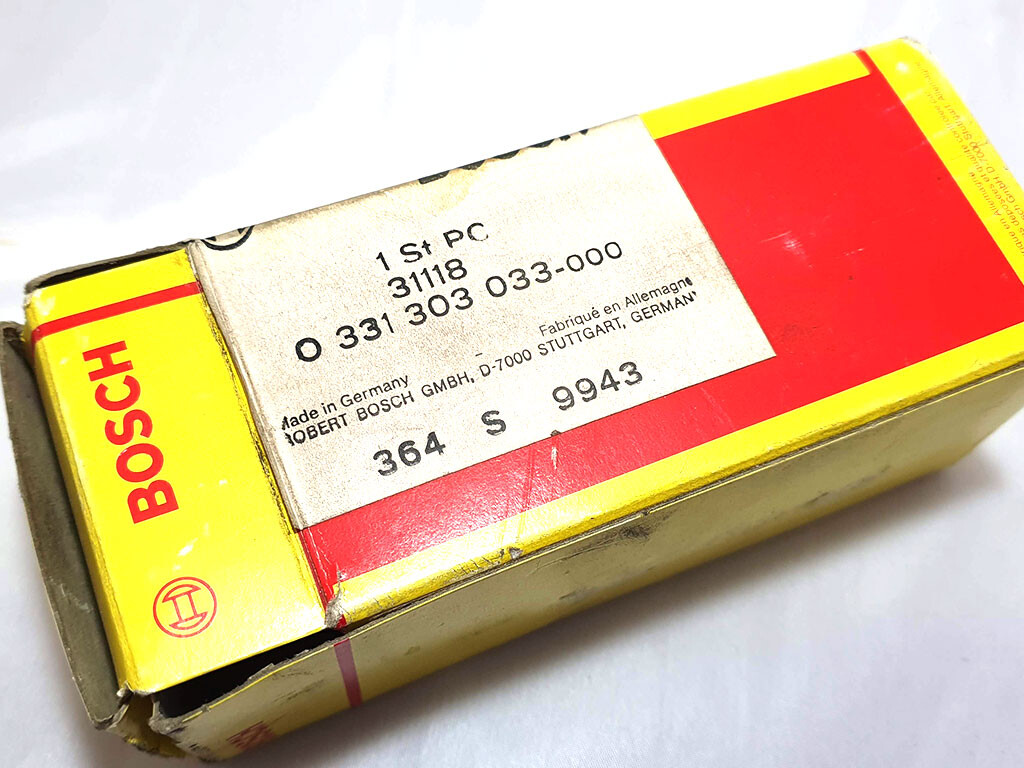 1 St PC
31118
0 331 303 033-000
Made in Germany
Fabriqué en Allemagne
ROBERT BOSCH GMBH, D-7000 STUTTGART, GERMANY
364 S 9943
BOSCH